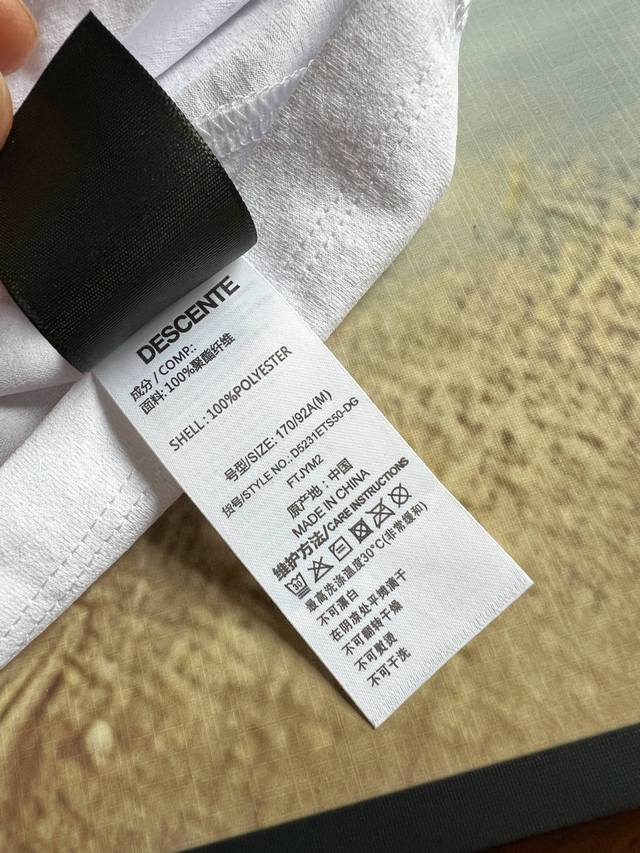 DESCENTE
成分 / COMP.:
面料: 100%聚酯纤维
SHELL: 100%POLYESTER
号型/SIZE: 170/92A(M)
货号/STYLE NO.: D5231ETS50-DG
FTJYM2
原产地: 中国
MADE IN CHINA
维护方法/CARE INSTRUCTIONS
30
最高洗涤温度30°C(非常缓和)
不可漂白
在阴凉处平摊滴干
不可翻转干燥
不可熨烫
不可干洗